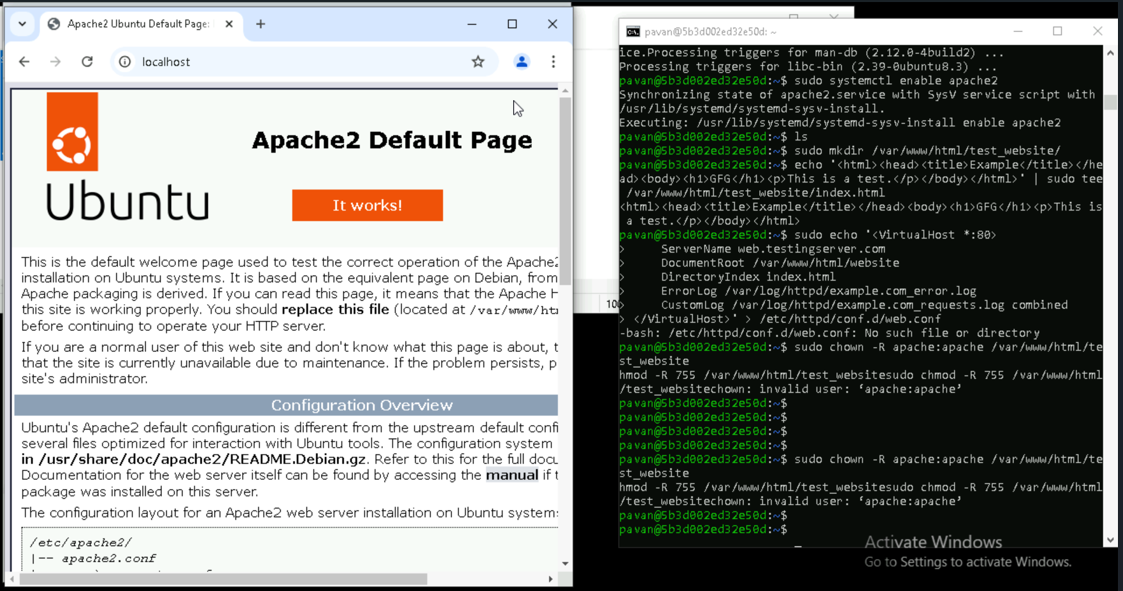 Apache2 Ubuntu Default Page:
localhost
Apache2 Default Page
Ubuntu
It works!
This is the default welcome page used to test the correct operation of the Apache2
installation on Ubuntu systems. It is based on the equivalent page on Debian, from
Apache packaging is derived. If you can read this page, it means that the Apache H
this site is working properly. You should replace this file (located at /var/www/htm
before continuing to operate your HTTP server.
If you are a normal user of this web site and don't know what this page is about, t
that the site is currently unavailable due to maintenance. If the problem persists, p
site's administrator.
Configuration Overview
Ubuntu's Apache2 default configuration is different from the upstream default confi
several files optimized for interaction with Ubuntu tools. The configuration system
in /usr/share/doc/apache2/README.Debian.gz. Refer to this for the full docu
Documentation for the web server itself can be found by accessing the manual if t
package was installed on this server.
The configuration layout for an Apache2 web server installation on Ubuntu systems
/etc/apache2/
|-- apache2.conf
10
pavan@5b3d002ed32e50d: ~
ice.Processing triggers for man-db (2.12.0-4build2) ...
Processing triggers for libc-bin (2.39-0ubuntu8.3) ...
pavan@5b3d002ed32e50d:~$ sudo systemctl enable apache2
Synchronizing state of apache2.service with SysV service script with
/usr/lib/systemd/systemd-sysv-install.
Executing: /usr/lib/systemd/systemd-sysv-install enable apache2
pavan@5b3d002ed32e50d:~$ ls
pavan@5b3d002ed32e50d:~$ sudo mkdir /var/www/html/test_website/
pavan@5b3d002ed32e50d:~$ echo '<html><head><title>Example</title></he
ad><body><h1>GFG</h1><p>This is a test.</p></body></html>' | sudo tee
/var/www/html/test_website/index.html
<html><head><title>Example</title></head><body><h1>GFG</h1><p>This is
a test.</p></body></html>
pavan@5b3d002ed32e50d:~$ sudo echo '<VirtualHost *:80>
> ServerName web.testingserver.com
> DocumentRoot /var/www/html/website
> DirectoryIndex index.html
> ErrorLog /var/log/httpd/example.com_error.log
> CustomLog /var/log/httpd/example.com_requests.log combined
> </VirtualHost>' > /etc/httpd/conf.d/web.conf
-bash: /etc/httpd/conf.d/web.conf: No such file or directory
pavan@5b3d002ed32e50d:~$ sudo chown -R apache:apache /var/www/html/te
st_website
hmod -R 755 /var/www/html/test_websitesudo chmod -R 755 /var/www/html
/test_websitechown: invalid user: ‘apache:apache’
pavan@5b3d002ed32e50d:~$
pavan@5b3d002ed32e50d:~$
pavan@5b3d002ed32e50d:~$
pavan@5b3d002ed32e50d:~$
pavan@5b3d002ed32e50d:~$ sudo chown -R apache:apache /var/www/html/te
st_website
hmod -R 755 /var/www/html/test_websitesudo chmod -R 755 /var/www/html
/test_websitechown: invalid user: ‘apache:apache’
pavan@5b3d002ed32e50d:~$
pavan@5b3d002ed32e50d:~$
Activate Windows
Go to Settings to activate Windows.